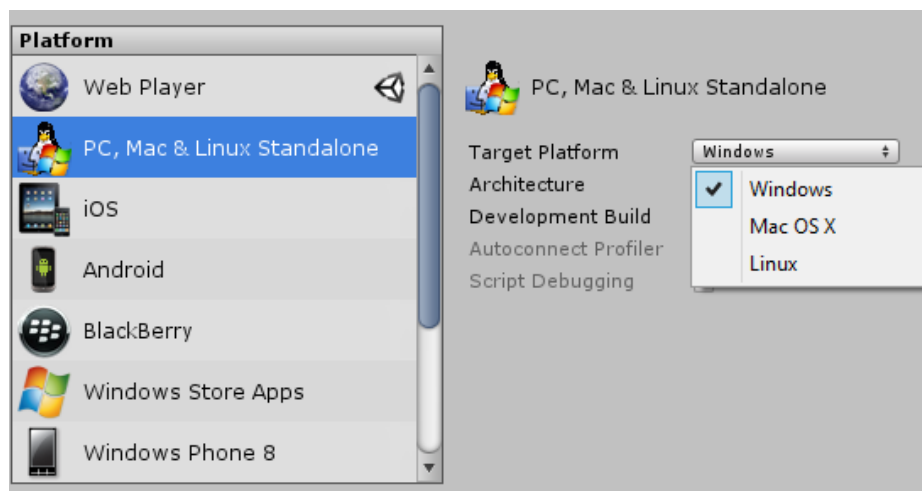 Platform
Web Player
PC, Mac & Linux Standalone
iOS
Android
BlackBerry
Windows Store Apps
Windows Phone 8
PC, Mac & Linux Standalone
Target Platform Windows
Architecture
Development Build
Autoconnect Profiler
Script Debugging
Windows
Mac OS X
Linux